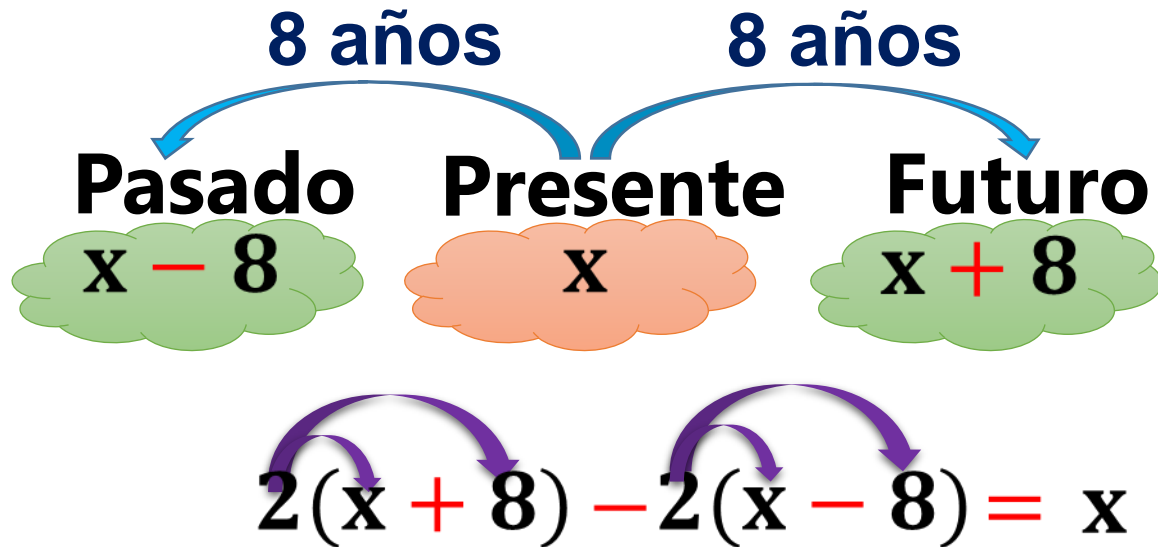 8 años 8 años
Pasado Presente Futuro
x − 8 x x + 8
2(x + 8) − 2(x − 8) = x